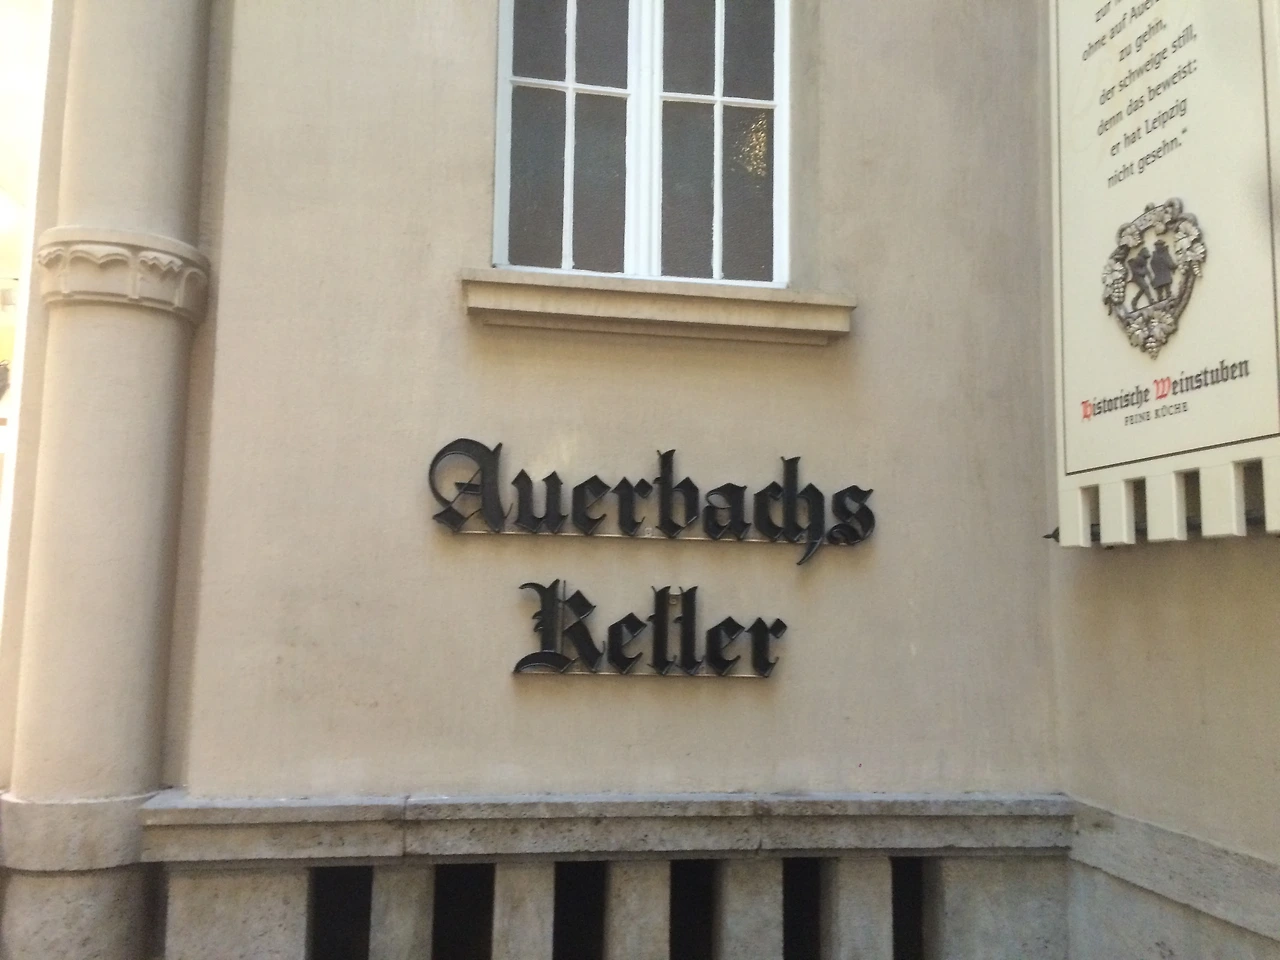 Auerbachs
Keller
ohne auf
zu gehn,
der schweige still,
denn das beweist:
er hat Leipzig
nicht gesehn."
Historische Weinstuben
FEINE KÜCHE